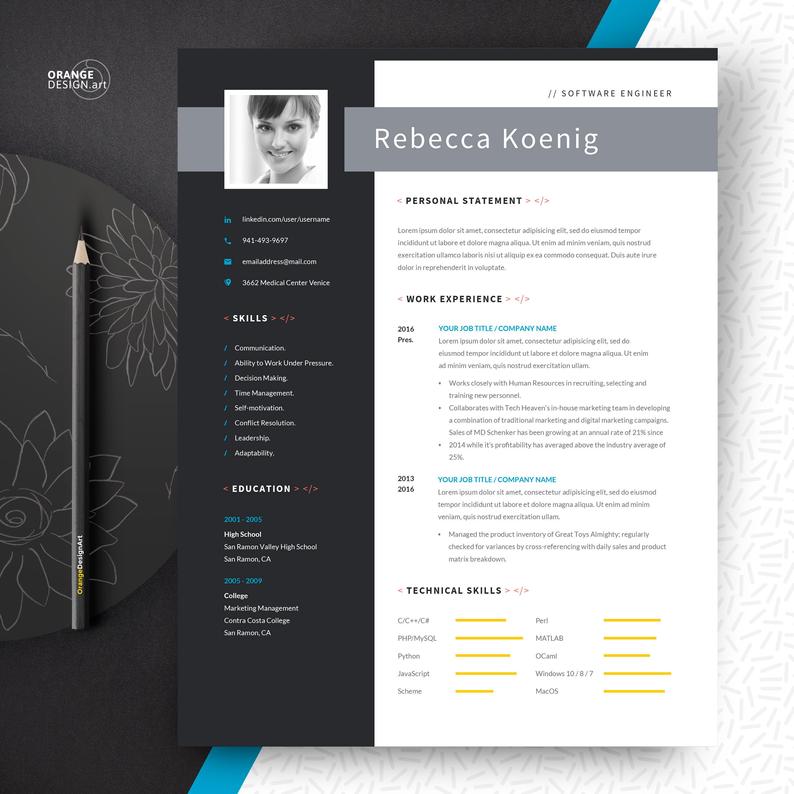 ORANGE
DESIGN.art
// SOFTWARE ENGINEER
Rebecca Koenig
linkedin.com/user/username
941-493-9697
emailaddress@mail.com
3662 Medical Center Venice
< SKILLS > </>
/ Communication.
/ Ability to Work Under Pressure.
/ Decision Making.
/ Time Management.
/ Self-motivation.
/ Conflict Resolution.
/ Leadership.
/ Adaptability.
< EDUCATION > </>
2001 - 2005
High School
San Ramon Valley High School
San Ramon, CA
2005 - 2009
College
Marketing Management
Contra Costa College
San Ramon, CA
< PERSONAL STATEMENT > </>
Lorem ipsum dolor sit amet, consectetur adipisicing elit, sed do eiusmod tempor
incididunt ut labore et dolore magna aliqua. Ut enim ad minim veniam, quis nostrud
exercitation ullamco laboris nisi ut aliquip ex ea commodo consequat. Duis aute irure
dolor in reprehenderit in voluptate.
< WORK EXPERIENCE > </>
2016
Pres.
YOUR JOB TITLE / COMPANY NAME
Lorem ipsum dolor sit amet, consectetur adipisicing elit, sed do
eiusmod tempor incididunt ut labore et dolore magna aliqua. Ut enim
ad minim veniam, quis nostrud exercitation ullam.
• Works closely with Human Resources in recruiting, selecting and
training new personnel.
• Collaborates with Tech Heaven's in-house marketing team in developing
a combination of traditional marketing and digital marketing campaigns.
Sales of MD Schenker has been growing at an annual rate of 21% since
• 2014 while it's profitability has averaged above the industry average of
25%.
2013
2016
YOUR JOB TITLE / COMPANY NAME
Lorem ipsum dolor sit amet, consectetur adipisicing elit, sed do eiusmod
tempor incididunt ut labore et dolore magna aliqua. Ut enim ad minim
veniam, quis nostrud exercitation ullam.
• Managed the product inventory of Great Toys Almighty; regularly
checked for variances by cross-referencing with daily sales and product
matrix breakdown.
< TECHNICAL SKILLS > </>
C/C++/C#
Perl
PHP/MySQL
MATLAB
Python
OCaml
JavaScript
Windows 10 / 8 / 7
Scheme
MacOS
OrangeDesignArt